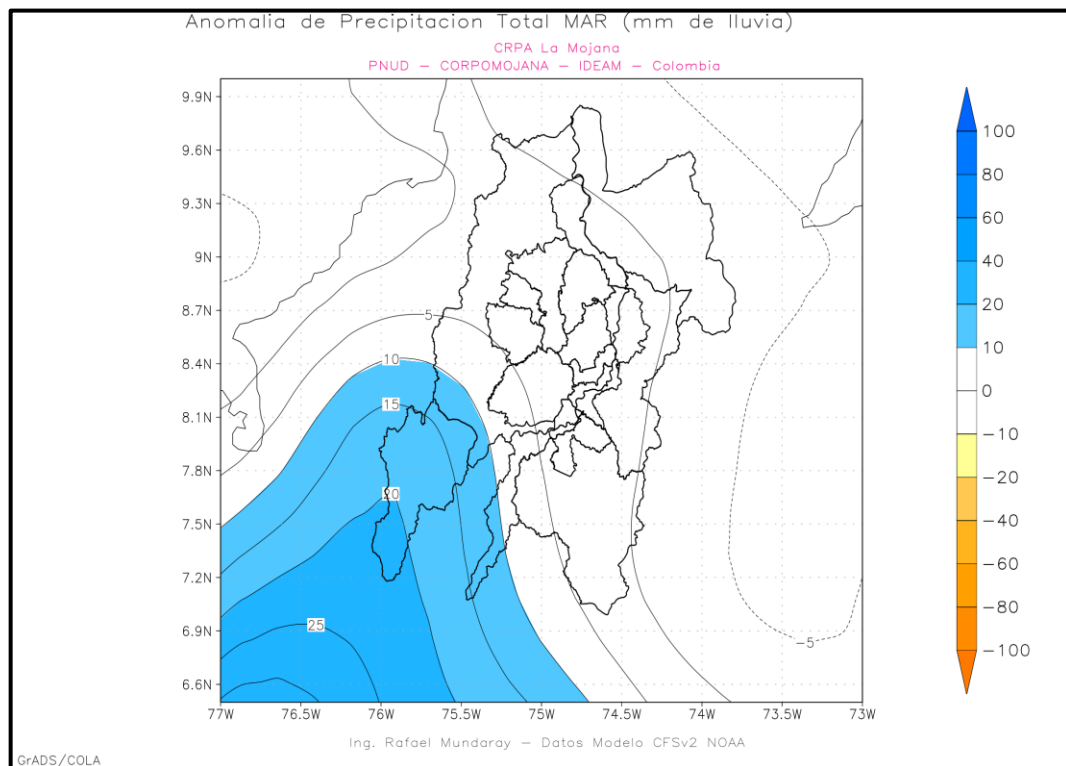 Anomalia de Precipitacion Total MAR (mm de lluvia)
CRPA La Mojana
PNUD – CORPOMOJANA – IDEAM – Colombia
9.9N
9.6N
9.3N
9N
8.7N
8.4N
8.1N
7.8N
7.5N
7.2N
6.9N
6.6N
5
10
15
20
25
-5
77W 76.5W 76W 75.5W 75W 74.5W 74W 73.5W 73W
100
80
60
40
20
10
0
-10
-20
-40
-60
-80
-100
Ing. Rafael Mundaray – Datos Modelo CFSv2 NOAA
GrADS/COLA